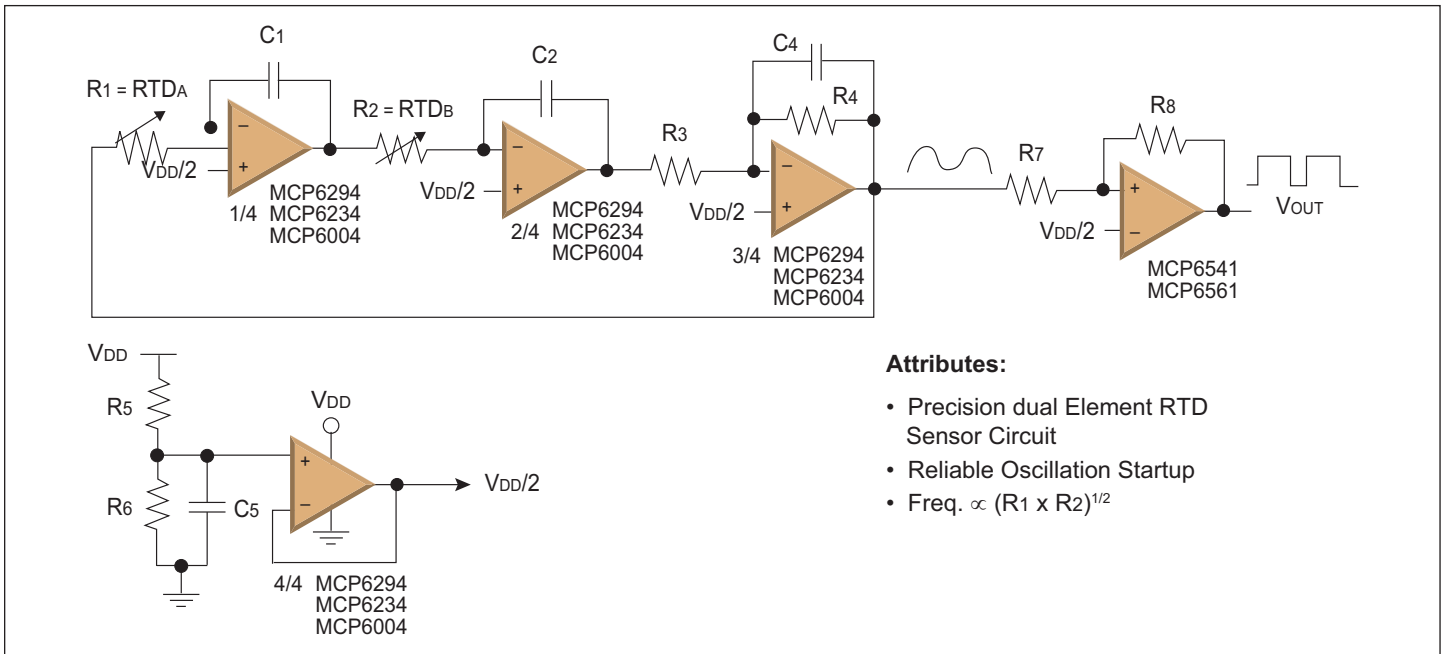 C1
R1 = RTDA
VDD/2
1/4 MCP6294
MCP6234
MCP6004
R2 = RTDB
C2
VDD/2
2/4 MCP6294
MCP6234
MCP6004
R3
C4
R4
VDD/2
3/4 MCP6294
MCP6234
MCP6004
R7
R8
VDD/2
VOUT
MCP6541
MCP6561
VDD
R5
R6
C5
VDD
VDD/2
4/4 MCP6294
MCP6234
MCP6004
Attributes:
• Precision dual Element RTD
Sensor Circuit
• Reliable Oscillation Startup
• Freq. ∝ (R1 x R2)1/2